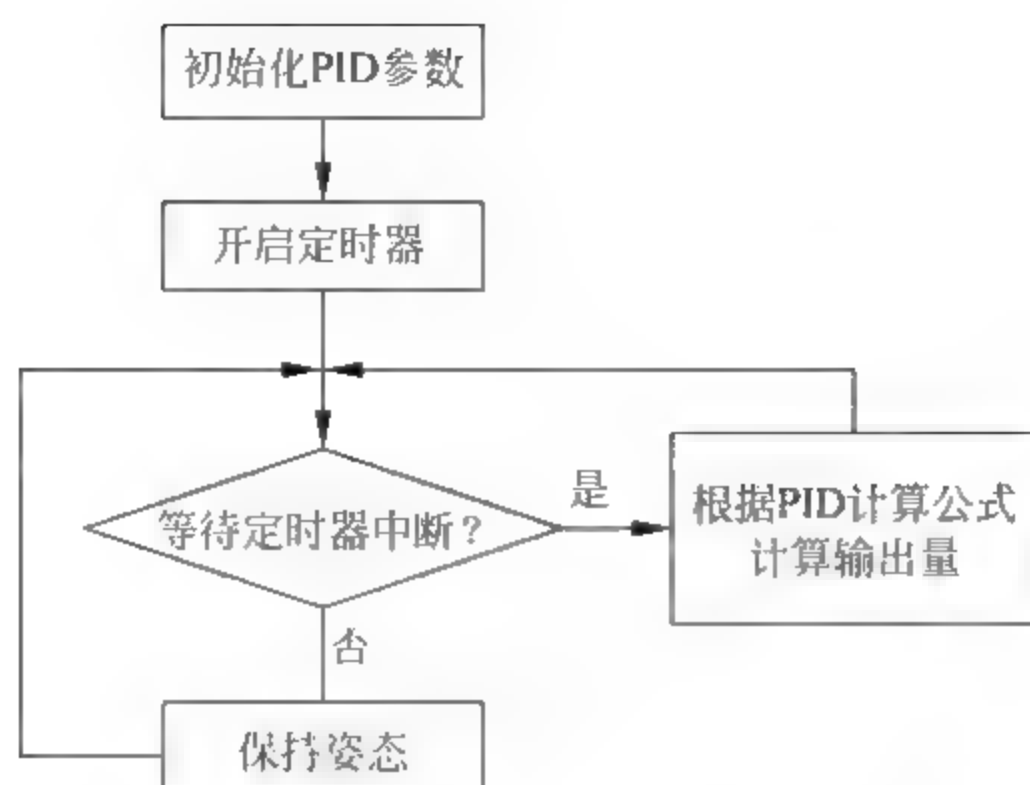 初始化PID参数
开启定时器
等待定时器中断？
是
根据PID计算公式
计算输出量
否
保持姿态